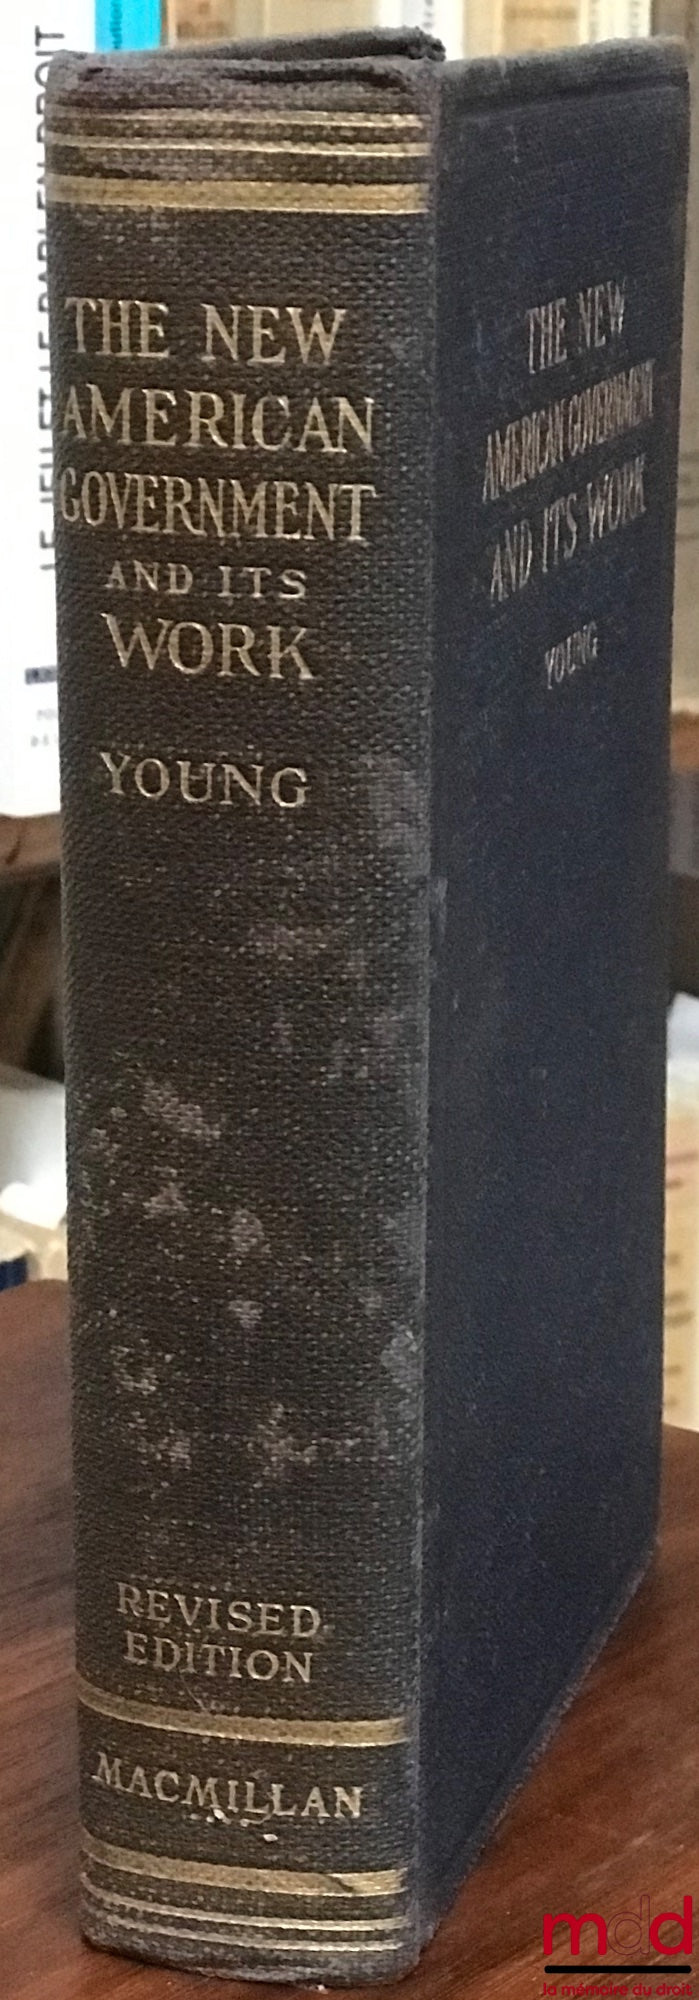 THE NEW
AMERICAN
GOVERNMENT
AND ITS
WORK
YOUNG
REVISED
EDITION
MACMILLAN
THE NEW
AMERICAN GOVERNMENT
AND ITS WORK
YOUNG
mdd
la mémoire du droit